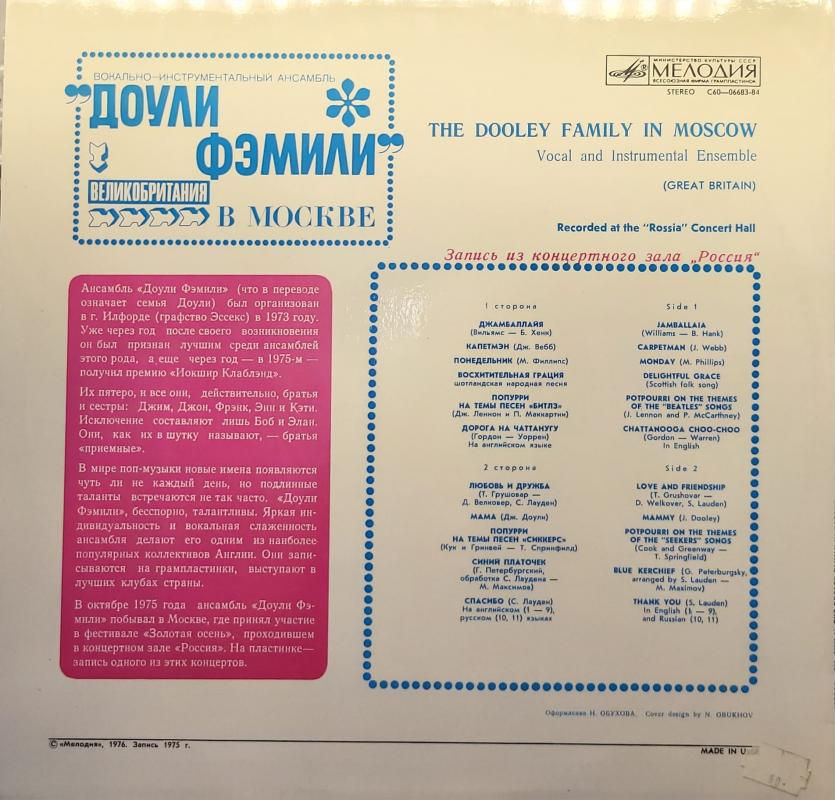 ВОКАЛЬНО—ИНСТРУМЕНТАЛЬНЫЙ АНСАМБЛЬ
"ДОУЛИ
ФЭМИЛИ"
ВЕЛИКОБРИТАНИЯ
В МОСКВЕ
МИНИСТЕРСТВО КУЛЬТУРЫ СССР
МЕЛОДИЯ
ВСЕСОЮЗНАЯ ФИРМА ГРАМПЛАСТИНОК
STEREO С60—06683-84
THE DOOLEY FAMILY IN MOSCOW
Vocal and Instrumental Ensemble
(GREAT BRITAIN)
Recorded at the "Rossia" Concert Hall
Запись из концертного зала „Россия“
Ансамбль «Доули Фэмили» (что в переводе
означает семья Доули) был организован
в г. Илфорде (графство Эссекс) в 1973 году.
Уже через год после своего возникновения
он был признан лучшим среди ансамблей
этого рода, а еще через год — в 1975-м —
получил премию «Иокшир Клаблэнд».
Их пятеро, и все они, действительно, братья
и сестры: Джим, Джон, Фрэнк, Энн и Кэти.
Исключение составляют лишь Боб и Элан.
Они, как их в шутку называют, — братья
«приемные».
В мире поп-музыки новые имена появляются
чуть ли не каждый день, но подлинные
таланты встречаются не так часто. «Доули
Фэмили», бесспорно, талантливы. Яркая ин-
дивидуальность и вокальная слаженность
ансамбля делают его одним из наиболее
популярных коллективов Англии. Они запи-
сываются на грампластинки, выступают в
лучших клубах страны.
В октябре 1975 года ансамбль «Доули Фэ-
мили» побывал в Москве, где принял участие
в фестивале «Золотая осень», проходившем
в концертном зале «Россия». На пластинке—
запись одного из этих концертов.
1 сторона
ДЖАМБАЛЛАЙЯ
(Вильямс — Б. Хенк)
КАПЕТМЭН (Дж. Вебб)
ПОНЕДЕЛЬНИК (М. Филлипс)
ВОСХИТИТЕЛЬНАЯ ГРАЦИЯ
шотландская народная песня
ПОПУРРИ
НА ТЕМЫ ПЕСЕН «БИТЛЗ»
(Дж. Леннон и П. Маккартни)
ДОРОГА НА ЧАТТАНУГУ
(Гордон — Уоррен)
На английском языке
2 сторона
ЛЮБОВЬ И ДРУЖБА
(Т. Грушовар —
Д. Велковер, С. Лауден)
МАМА (Дж. Доули)
ПОПУРРИ
НА ТЕМЫ ПЕСЕН «СИККЕРС»
(Кук и Гринвей — Т. Спринфилд)
СИНИЙ ПЛАТОЧЕК
(Г. Петербургский,
обработка С. Лаудена —
М. Максимов)
СПАСИБО (С. Лауден)
На английском (1 — 9),
русском (10, 11) языках
Side 1
JAMBALLAIA
(Williams — B. Hank)
CARPETMAN (J. Webb)
MONDAY (M. Phillips)
DELIGHTFUL GRACE
(Scottish folk song)
POTPOURRI ON THE THEMES
OF THE "BEATLES" SONGS
(J. Lennon and P. McCarthney)
CHATTANOOGA CHOO-CHOO
(Gordon — Warren)
In English
Side 2
LOVE AND FRIENDSHIP
(T. Grushovar —
D. Welkover, S. Lauden)
MAMMY (J. Dooley)
POTPOURRI ON THE THEMES
OF THE "SEEKERS" SONGS
(Cook and Greenway —
T. Springfield)
BLUE KERCHIEF (G. Peterburgsky,
arranged by S. Lauden —
M. Maximov)
THANK YOU (S. Lauden)
In English (1 — 9),
and Russian (10, 11)
Оформление Н. ОБУХОВА. Cover design by N. OBUKHOV
© «Мелодия», 1976. Запись 1975 г.
MADE IN